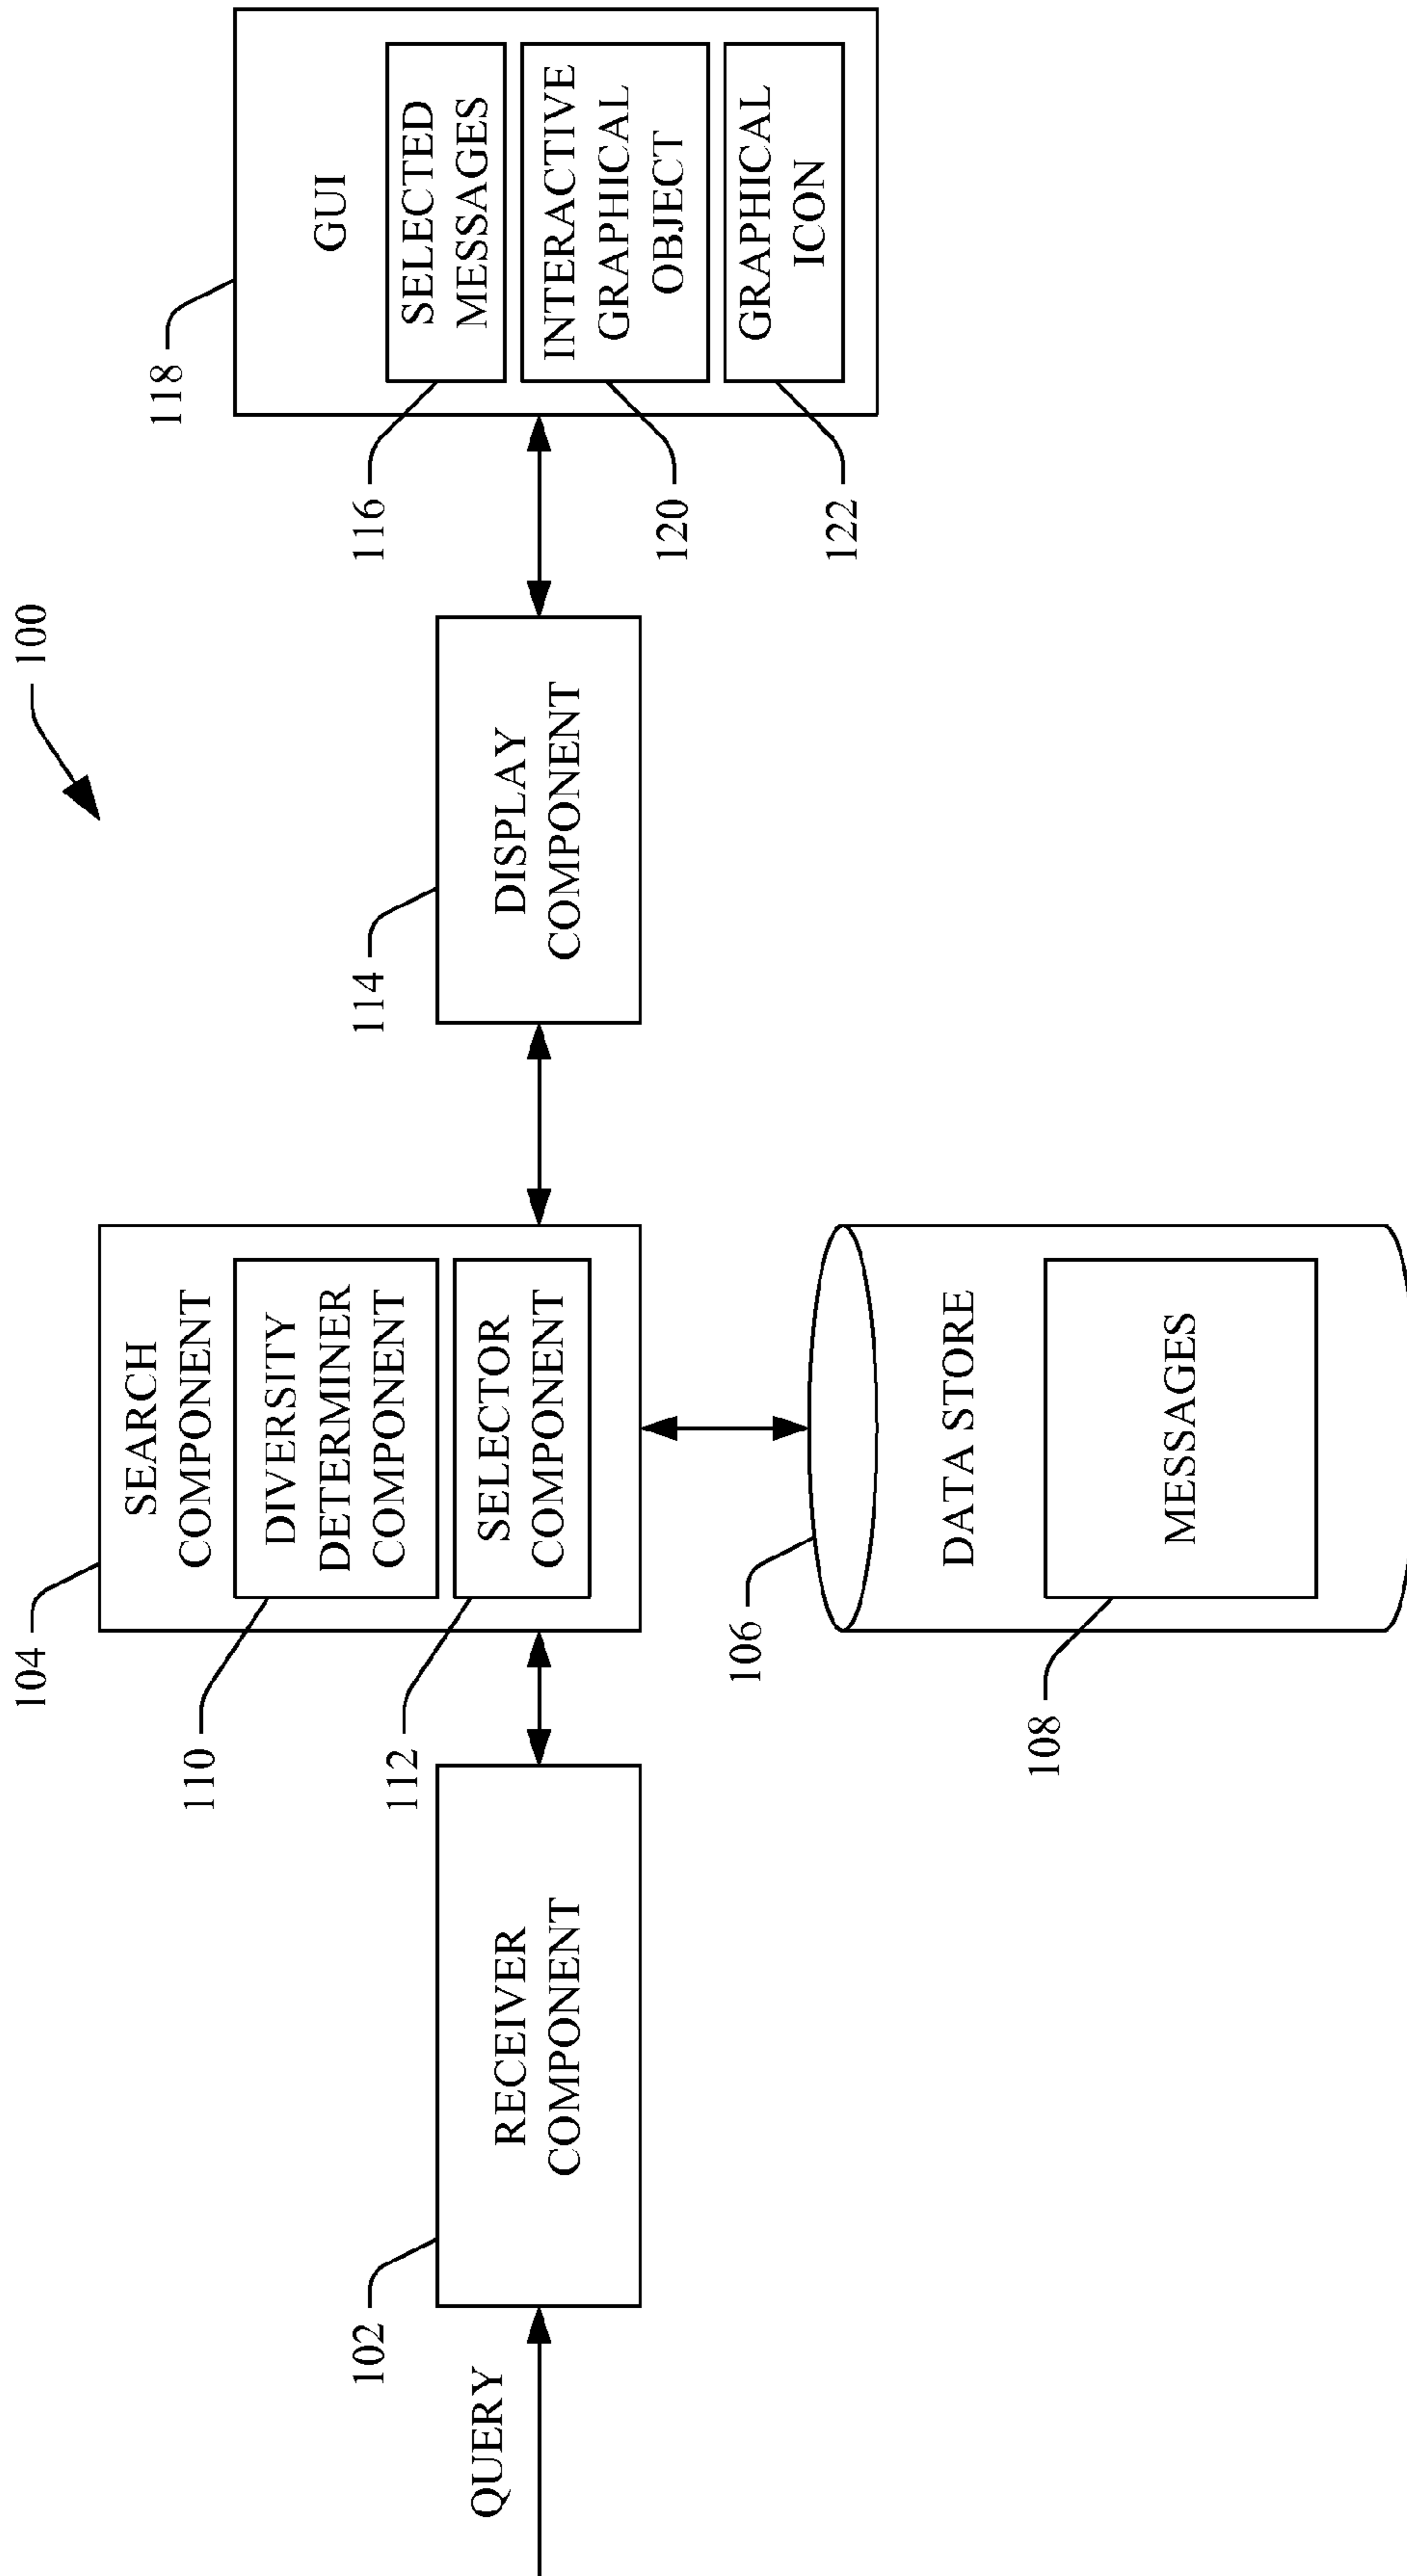 100
QUERY
102
RECEIVER
COMPONENT
104
SEARCH
COMPONENT
110
DIVERSITY
DETERMINER
COMPONENT
112
SELECTOR
COMPONENT
106
DATA STORE
108
MESSAGES
114
DISPLAY
COMPONENT
118
GUI
116
SELECTED
MESSAGES
120
INTERACTIVE
GRAPHICAL
OBJECT
122
GRAPHICAL
ICON